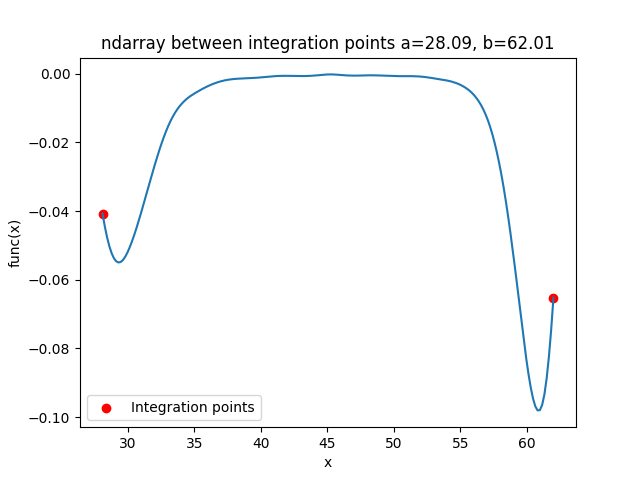 ndarray between integration points a=28.09, b=62.01
0.00
−0.02
−0.04
−0.06
−0.08
−0.10
func(x)
Integration points
30 35 40 45 50 55 60
x